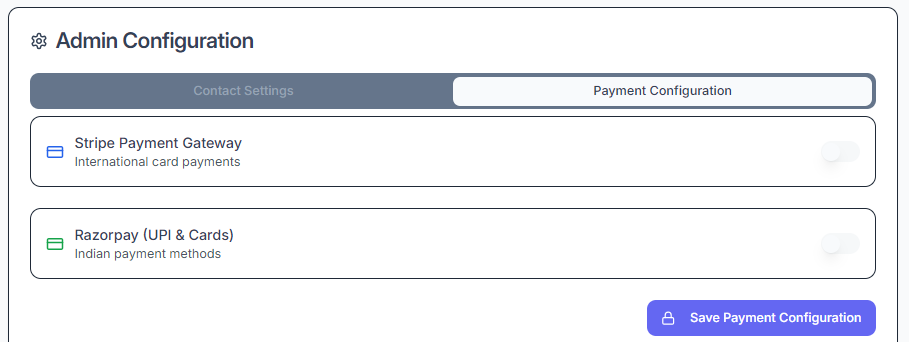 Admin Configuration
Contact Settings
Payment Configuration
Stripe Payment Gateway
International card payments
Razorpay (UPI & Cards)
Indian payment methods
Save Payment Configuration